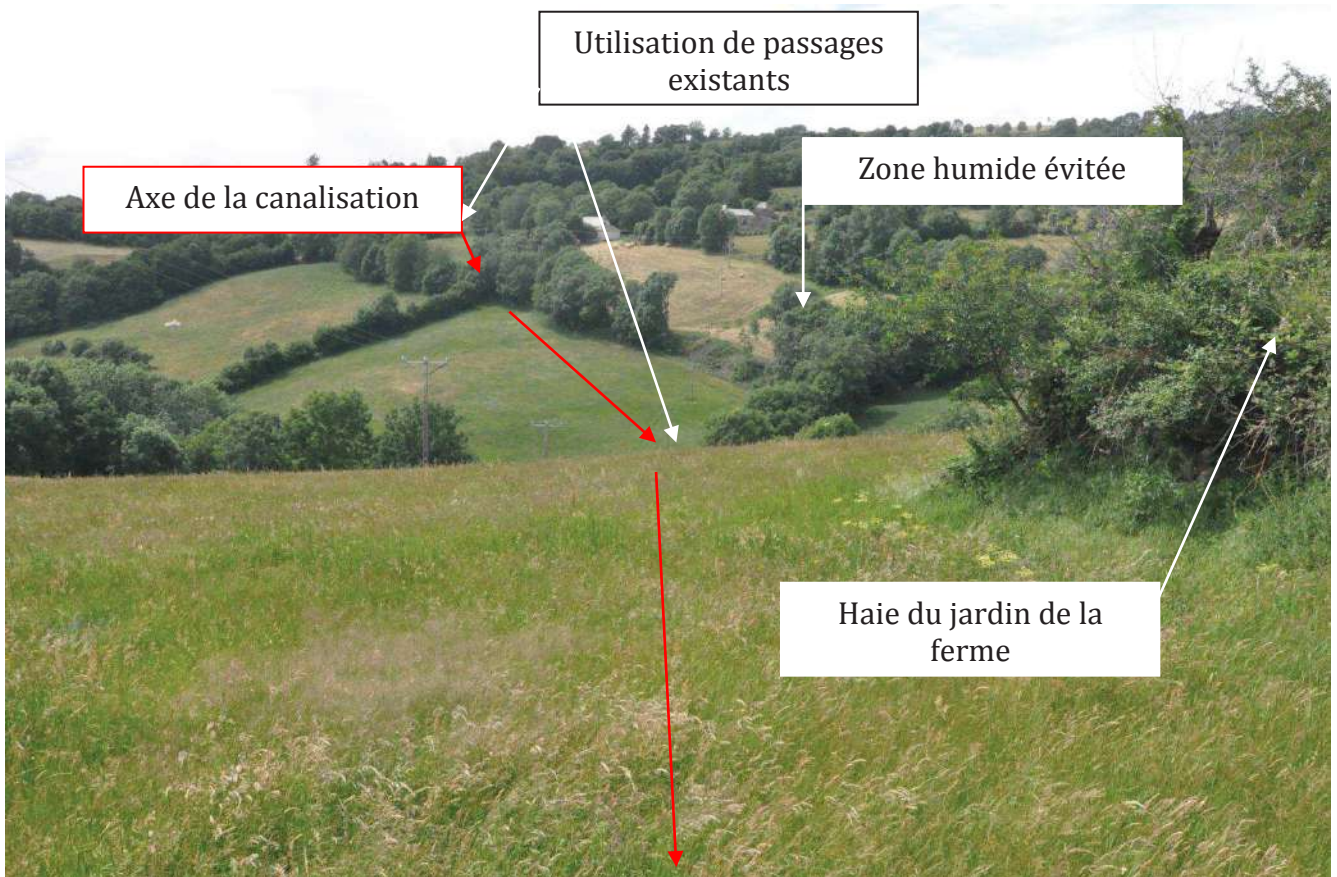 Utilisation de passages
existants
Axe de la canalisation
Zone humide évitée
Haie du jardin de la
ferme